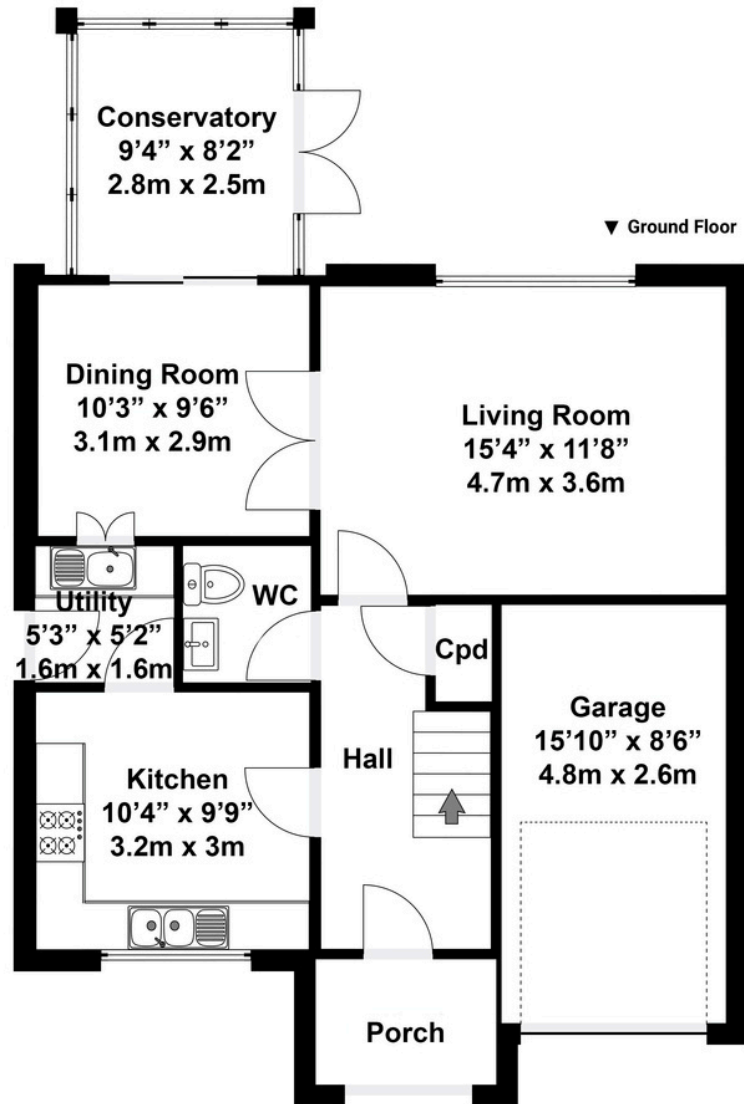 Conservatory
9’4” x 8’2”
2.8m x 2.5m
▼ Ground Floor
Dining Room
10’3” x 9’6”
3.1m x 2.9m
Living Room
15’4” x 11’8”
4.7m x 3.6m
Utility
5’3” x 5’2”
1.6m x 1.6m
WC
Cpd
Garage
15’10” x 8’6”
4.8m x 2.6m
Hall
Kitchen
10’4” x 9’9”
3.2m x 3m
Porch